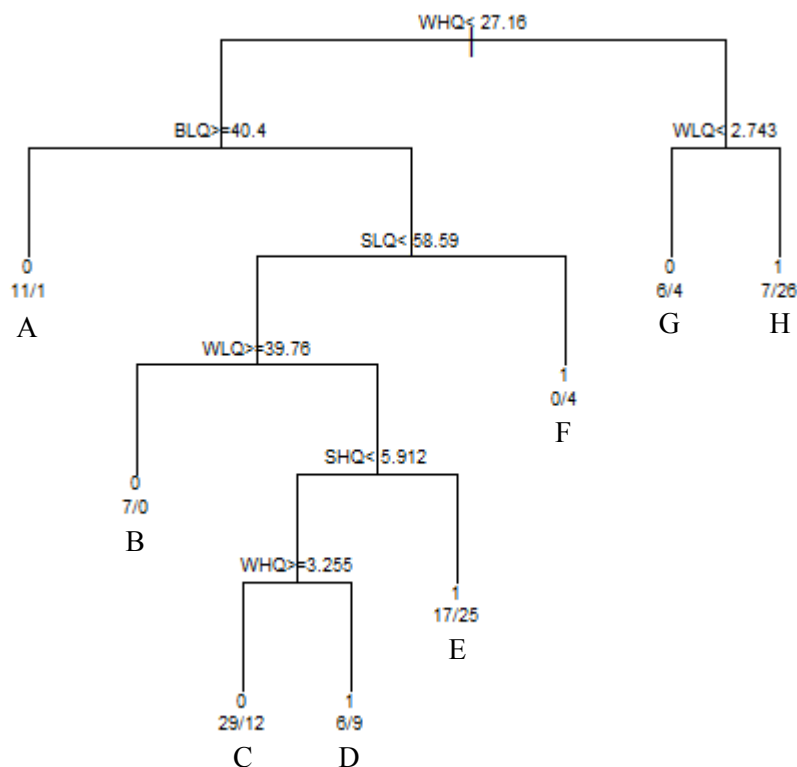 WHQ< 27.16
BLQ>=40.4
WLQ< 2.743
0
11/1
A
SLQ< 58.59
0
6/4
G
1
7/26
H
WLQ>=39.76
1
0/4
F
0
7/0
B
SHQ< 5.912
WHQ>=3.255
1
17/25
E
0
29/12
C
1
6/9
D